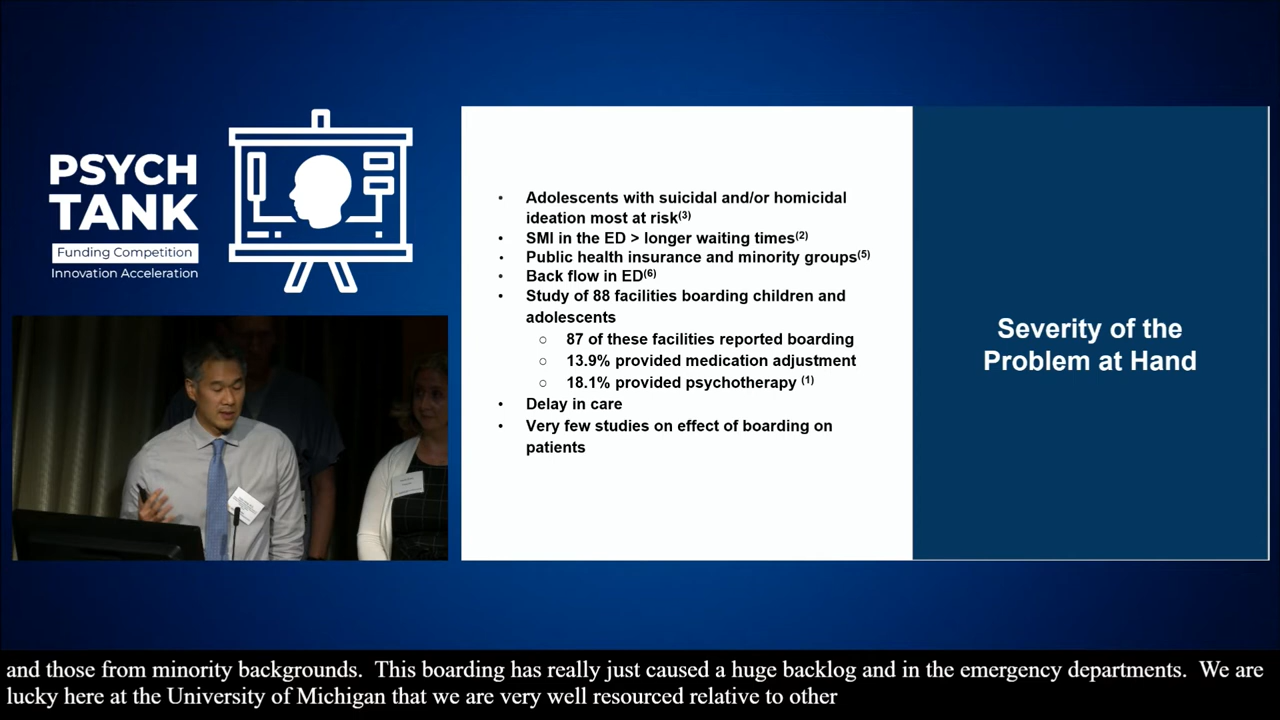 PSYCH
TANK
Funding Competition
Innovation Acceleration
• Adolescents with suicidal and/or homicidal
ideation most at risk(3)
• SMI in the ED > longer waiting times(2)
• Public health insurance and minority groups(5)
• Back flow in ED(6)
• Study of 88 facilities boarding children and
adolescents
○ 87 of these facilities reported boarding
○ 13.9% provided medication adjustment
○ 18.1% provided psychotherapy (1)
• Delay in care
• Very few studies on effect of boarding on
patients
Severity of the
Problem at Hand
and those from minority backgrounds.  This boarding has really just caused a huge backlog and in the emergency departments.  We are
lucky here at the University of Michigan that we are very well resourced relative to other